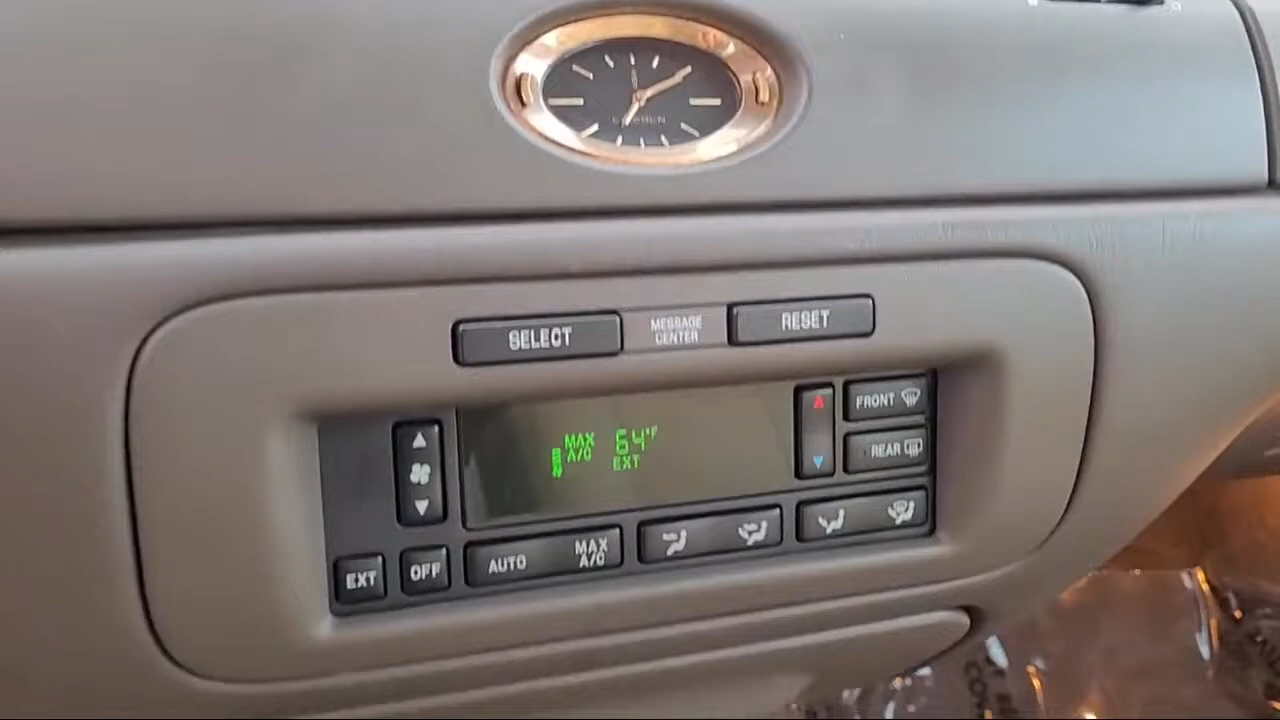 SELECT
MESSAGE
CENTER
RESET
MAX
A/C
64°F
EXT
FRONT
REAR
EXT
OFF
AUTO
MAX
A/C